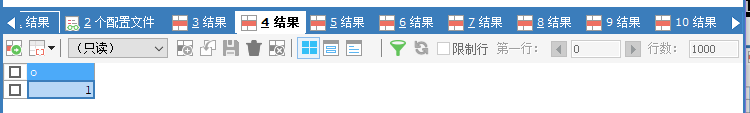 结果 2 个配置文件 3 结果 4 结果 5 结果 6 结果 7 结果 8 结果 9 结果 10 结果
（只读） 限制行 第一行： 0 行数： 1000
o
1